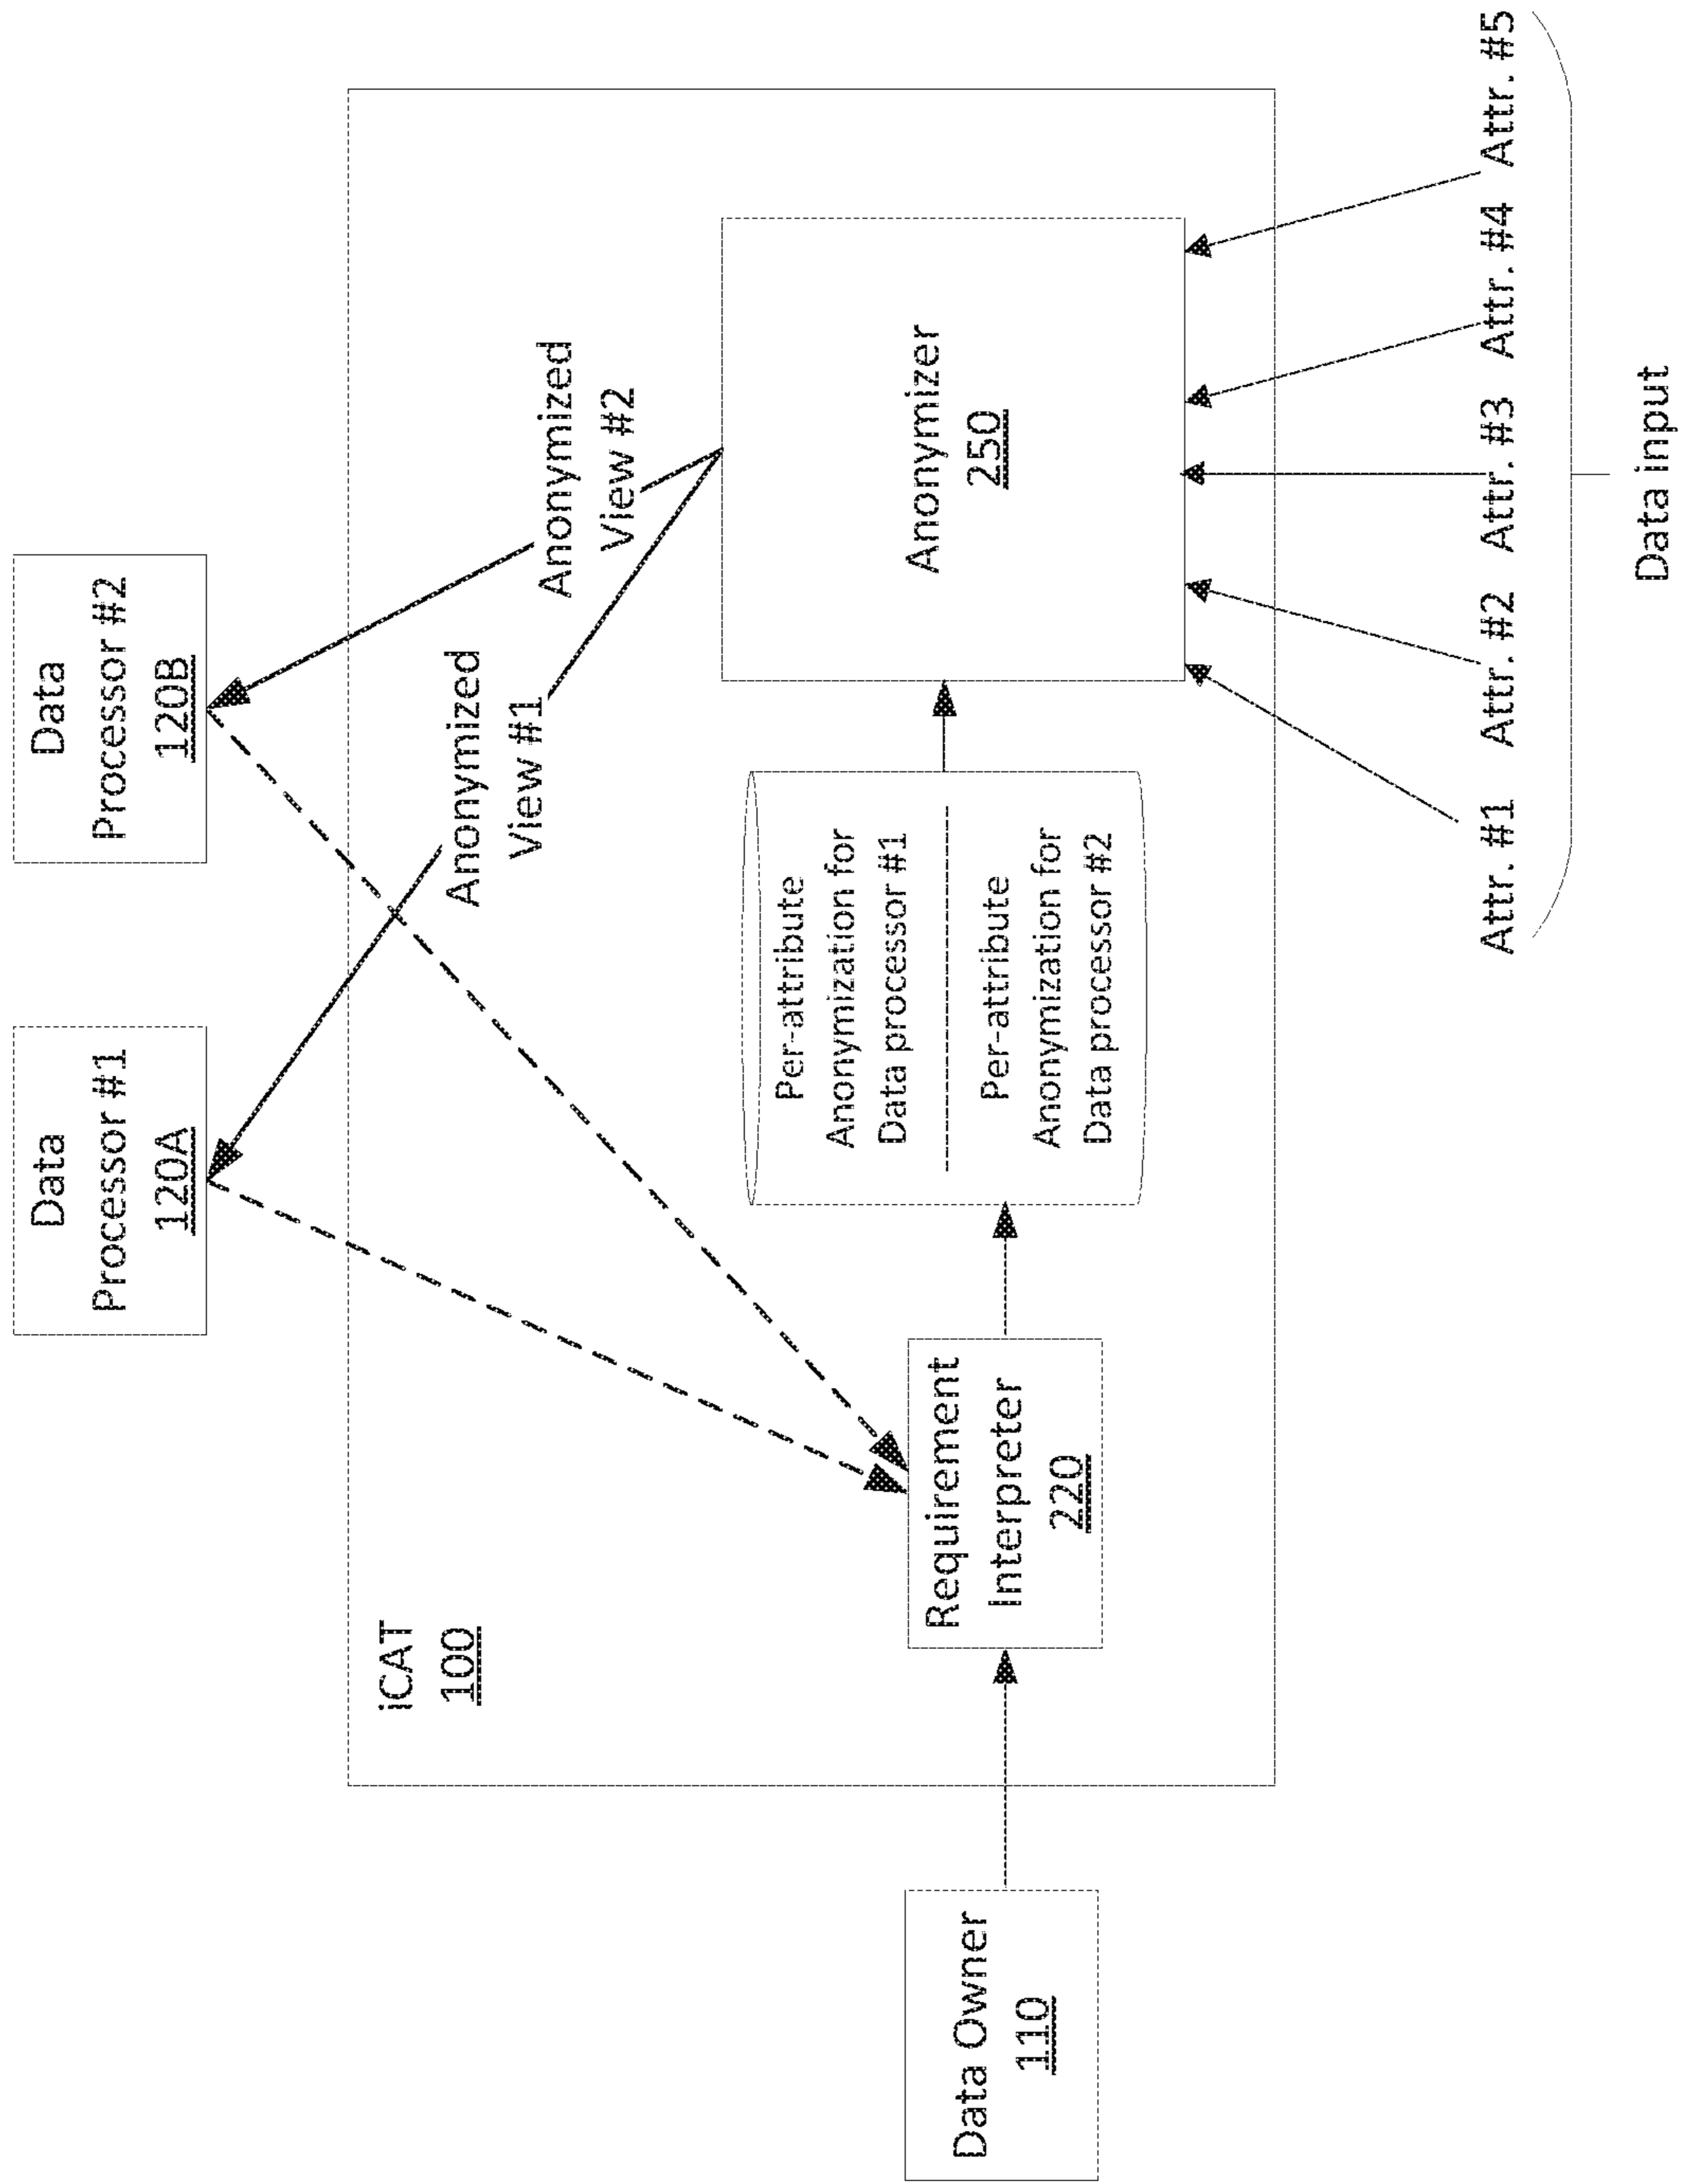 Data
Processor #1
120A
Data
Processor #2
120B
iCAT
100
Anonymized
View #1
Anonymized
View #2
Data Owner
110
Requirement
Interpreter
220
Per-attribute
Anonymization for
Data processor #1
Per-attribute
Anonymization for
Data processor #2
Anonymizer
250
Attr. #1
Attr. #2
Attr. #3
Attr. #4
Attr. #5
Data input